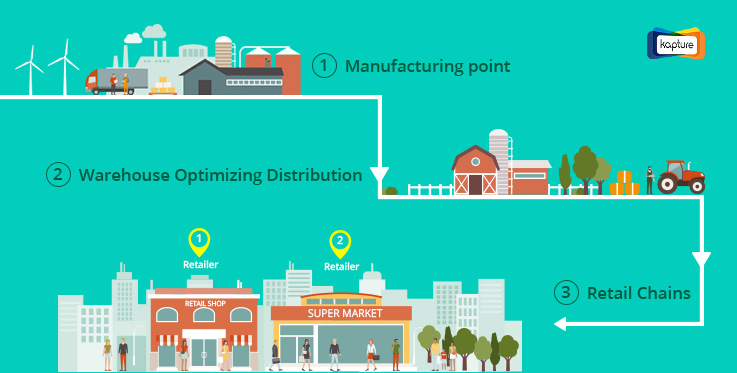 kapture
1 Manufacturing point
2 Warehouse Optimizing Distribution
1
Retailer
2
Retailer
3 Retail Chains
RETAIL SHOP
SUPER MARKET